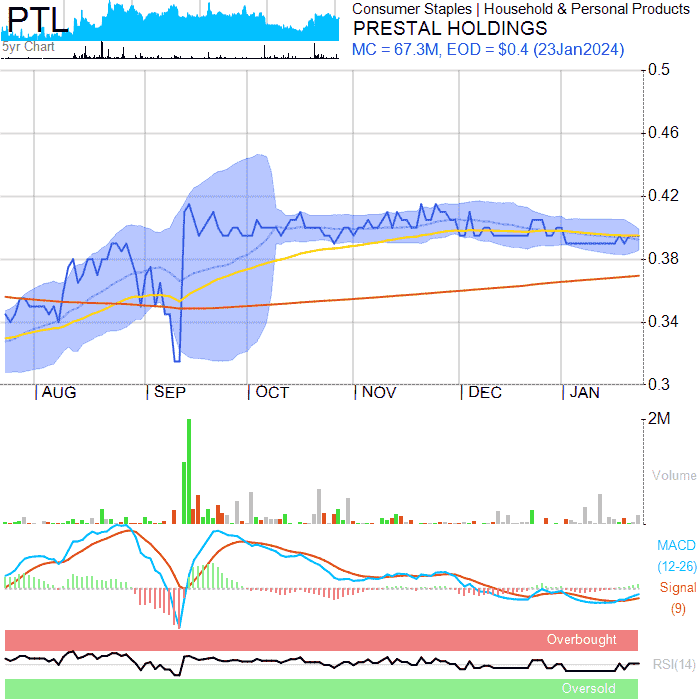 PTL
5yr Chart
Consumer Staples | Household & Personal Products
PRESTAL HOLDINGS
MC = 67.3M, EOD = $0.4 (23Jan2024)
0.5
0.46
0.42
0.38
0.34
0.3
AUG
SEP
OCT
NOV
DEC
JAN
2M
Volume
MACD
(12-26)
Signal
(9)
Overbought
RSI(14)
Oversold